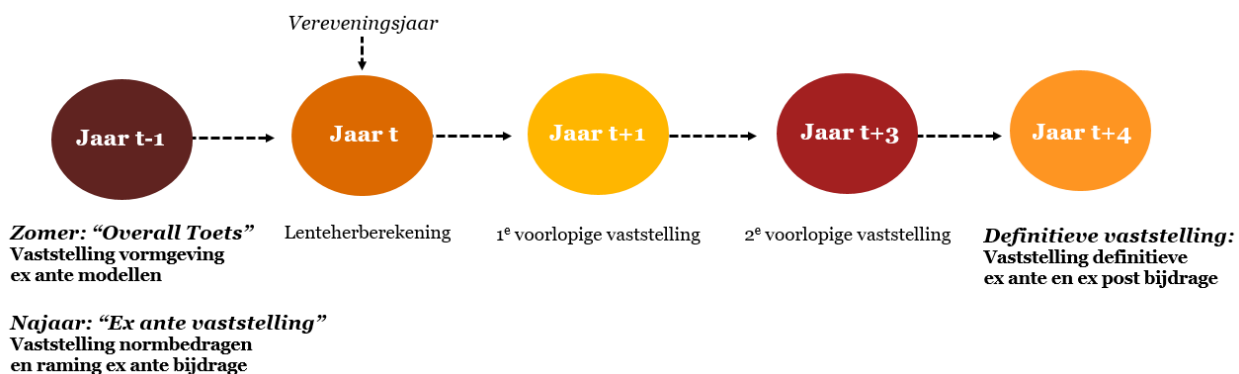 Vereveningsjaar
Jaar t-1
Jaar t
Jaar t+1
Jaar t+3
Jaar t+4
Zomer: “Overall Toets”
Vaststelling vormgeving
ex ante modellen
Najaar: “Ex ante vaststelling”
Vaststelling normbedragen
en raming ex ante bijdrage
Lenteherberekening
1e voorlopige vaststelling
2e voorlopige vaststelling
Definitieve vaststelling:
Vaststelling definitieve
ex ante en ex post bijdrage